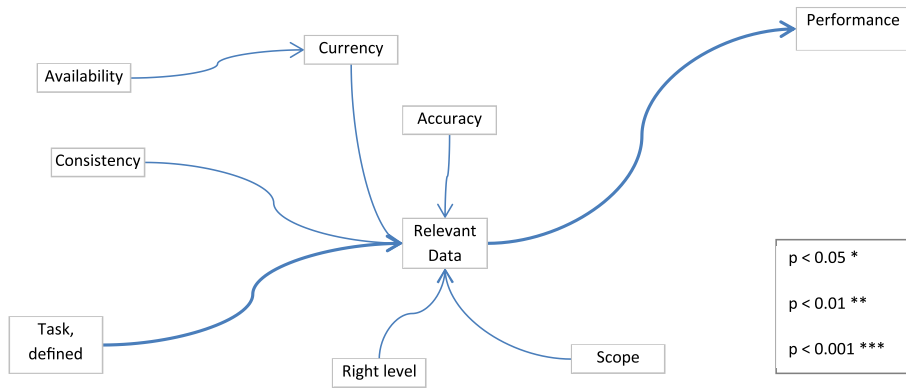 Performance
Currency
Availability
Accuracy
Consistency
Relevant
Data
p < 0.05 *
p < 0.01 **
p < 0.001 ***
Task,
defined
Right level
Scope